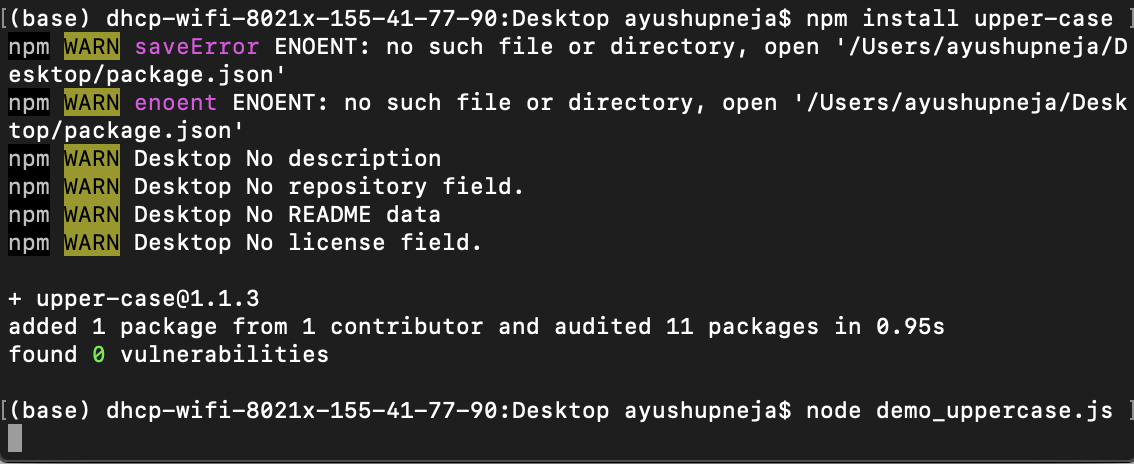 [(base) dhcp-wifi-8021x-155-41-77-90:Desktop ayushupneja$ npm install upper-case ]
npm WARN saveError ENOENT: no such file or directory, open '/Users/ayushupneja/D
esktop/package.json'
npm WARN enoent ENOENT: no such file or directory, open '/Users/ayushupneja/Desk
top/package.json'
npm WARN Desktop No description
npm WARN Desktop No repository field.
npm WARN Desktop No README data
npm WARN Desktop No license field.
+ upper-case@1.1.3
added 1 package from 1 contributor and audited 11 packages in 0.95s
found 0 vulnerabilities
[(base) dhcp-wifi-8021x-155-41-77-90:Desktop ayushupneja$ node demo_uppercase.js ]